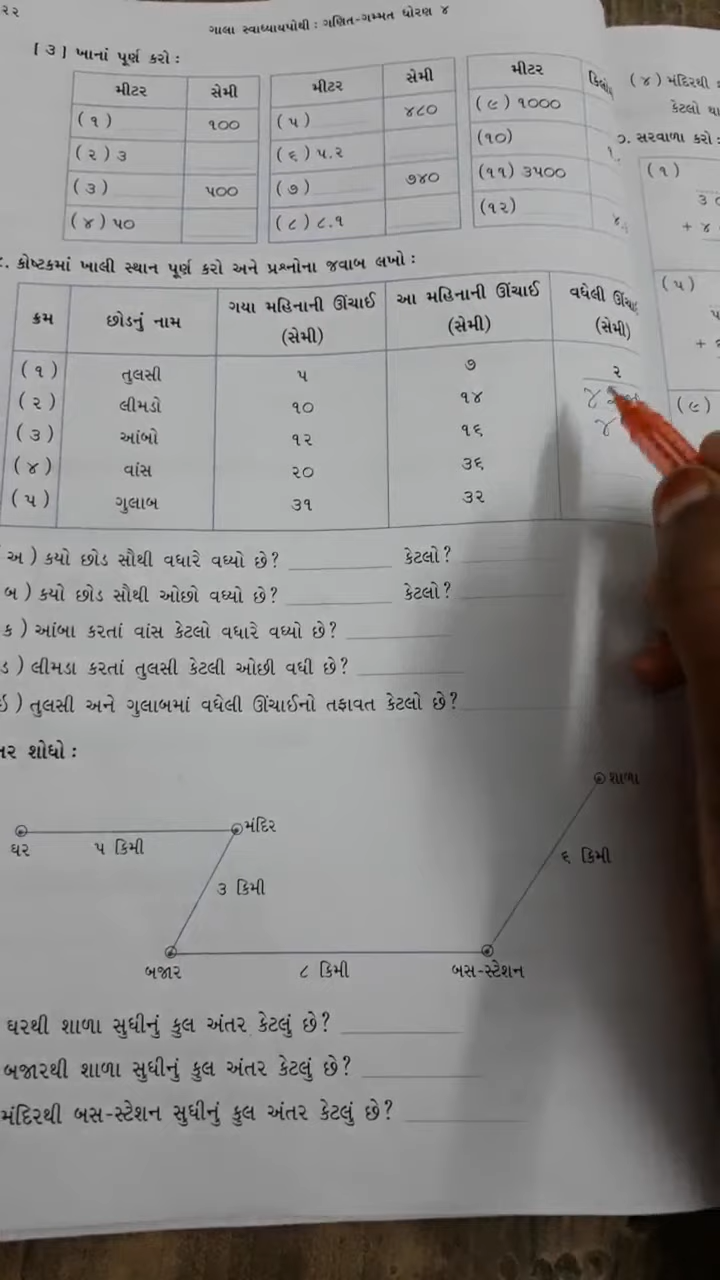 ૨૨
ગાલા સ્વાધ્યાયપોથી : ગણિત-ગમ્મત ધોરણ ૪
[ ૩ ] ખાનાં પૂર્ણ કરો :
મીટર સેમી
(૧) ૧૦૦
(૨) ૩
(૩) ૫૦૦
(૪) ૫૦
મીટર સેમી
(૫) ૪૮૦
(૬) ૫.૨
(૭) ૭૪૦
(૮) ૮.૧
મીટર
(૯) ૧૦૦૦
(૧૦)
(૧૧) ૩૫૦૦
(૧૨)
(૪) મંદિરથી
કેટલો
૭. સરવાળા કરો :
(૧)
(૫)
(૯)
૮. કોષ્ટકમાં ખાલી સ્થાન પૂર્ણ કરો અને પ્રશ્નોના જવાબ લખો :
ક્રમ છોડનું નામ ગયા મહિનાની ઊંચાઈ (સેમી) આ મહિનાની ઊંચાઈ (સેમી) વધેલી ઊંચાઈ (સેમી)
(૧) તુલસી ૫ ૭ ૨
(૨) લીમડો ૧૦ ૧૪ ૪
(૩) આંબો ૧૨ ૧૬ ૪
(૪) વાંસ ૨૦ ૩૬
(૫) ગુલાબ ૩૧ ૩૨
અ ) કયો છોડ સૌથી વધારે વધ્યો છે? કેટલો?
બ ) કયો છોડ સૌથી ઓછો વધ્યો છે? કેટલો?
ક ) આંબા કરતાં વાંસ કેટલો વધારે વધ્યો છે?
ડ ) લીમડા કરતાં તુલસી કેટલી ઓછી વધી છે?
ઇ ) તુલસી અને ગુલાબમાં વધેલી ઊંચાઈનો તફાવત કેટલો છે?
શોધો :
શાળા
મંદિર
ઘર ૫ કિમી
૬ કિમી
૩ કિમી
બજાર ૮ કિમી બસ-સ્ટેશન
ઘરથી શાળા સુધીનું કુલ અંતર કેટલું છે?
બજારથી શાળા સુધીનું કુલ અંતર કેટલું છે?
મંદિરથી બસ-સ્ટેશન સુધીનું કુલ અંતર કેટલું છે?